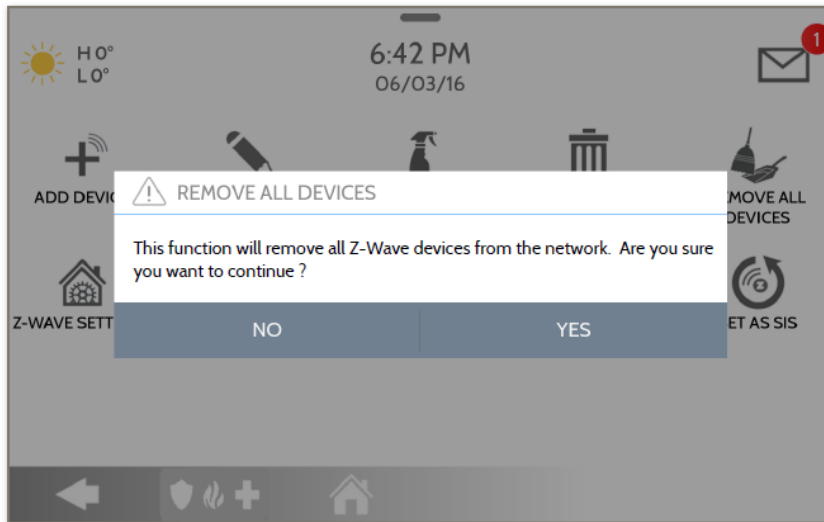 H 0°
L 0°
6:42 PM
06/03/16
1
ADD DEVIC
MOVE ALL
DEVICES
REMOVE ALL DEVICES
This function will remove all Z-Wave devices from the network. Are you sure
you want to continue ?
NO
YES
Z-WAVE SETT
ET AS SIS